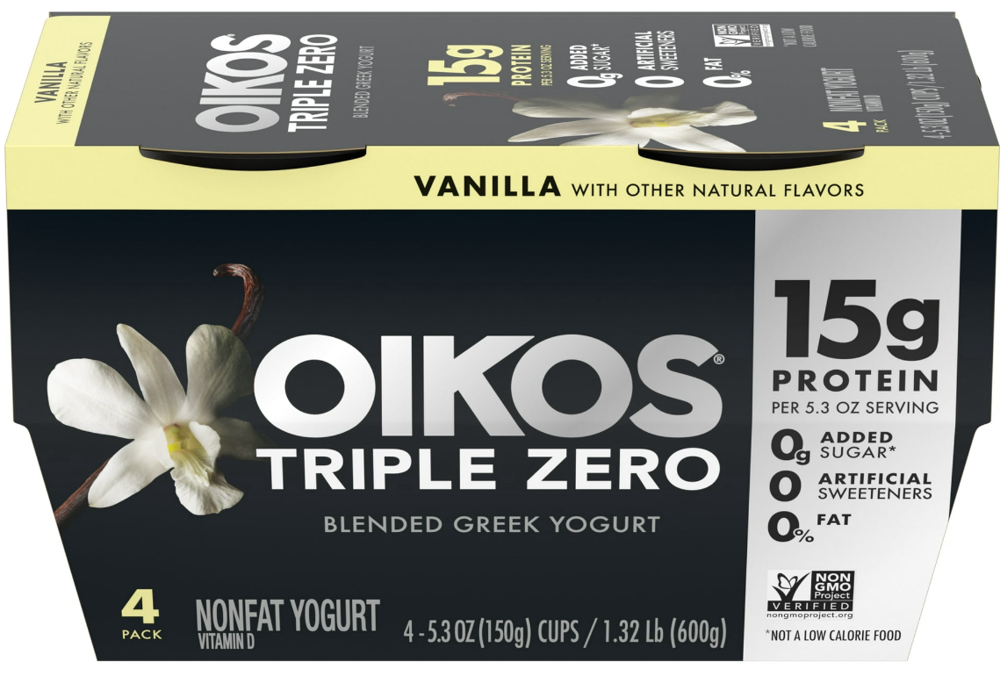 VANILLA
WITH OTHER NATURAL FLAVORS
OIKOS
TRIPLE ZERO
BLENDED GREEK YOGURT
15g
PROTEIN
PER 5.3 OZ SERVING
0g ADDED
SUGAR*
0 ARTIFICIAL
SWEETENERS
0% FAT
NON
GMO
Project
VERIFIED
*NOT A LOW
CALORIE FOOD
4
PACK
NONFAT YOGURT
VITAMIN D
4-5.3 OZ (150g) CUPS / 1.32 Lb (600g)
VANILLA WITH OTHER NATURAL FLAVORS
OIKOS®
TRIPLE ZERO
BLENDED GREEK YOGURT
4
PACK
NONFAT YOGURT
VITAMIN D
4 - 5.3 OZ (150g) CUPS / 1.32 Lb (600g)
15g
PROTEIN
PER 5.3 OZ SERVING
0g ADDED
SUGAR*
0 ARTIFICIAL
SWEETENERS
0% FAT
NON
GMO
Project
VERIFIED
nongmoproject.org
*NOT A LOW CALORIE FOOD